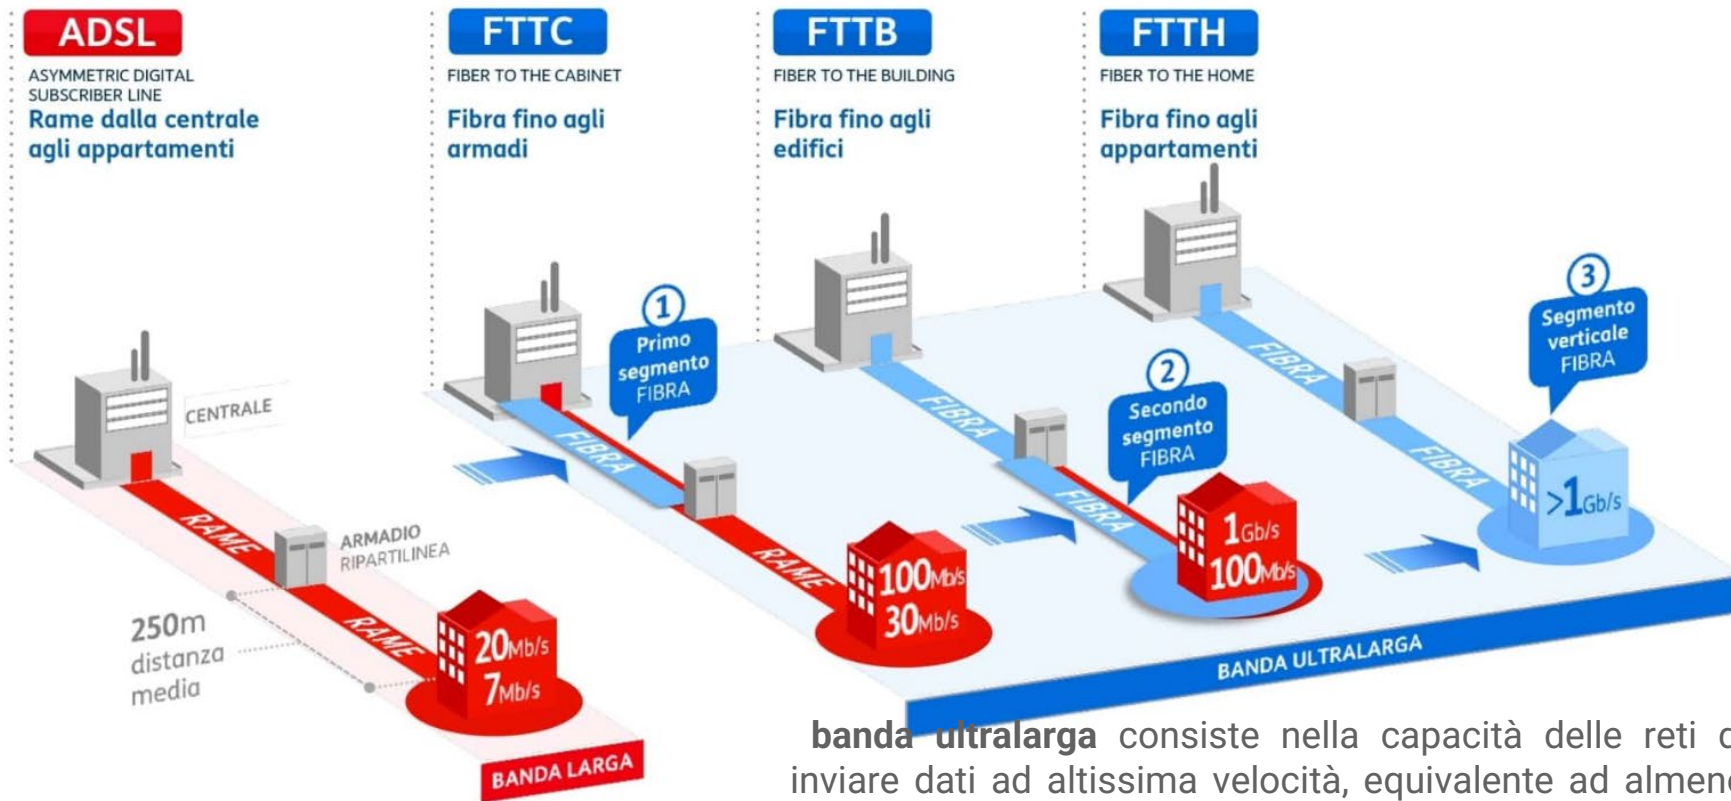 ADSL
ASYMMETRIC DIGITAL
SUBSCRIBER LINE
Rame dalla centrale
agli appartamenti
FTTC
FIBER TO THE CABINET
Fibra fino agli
armadi
FTTB
FIBER TO THE BUILDING
Fibra fino agli
edifici
FTTH
FIBER TO THE HOME
Fibra fino agli
appartamenti
CENTRALE
RAME
ARMADIO
RIPARTILINEA
250m
distanza
media
RAME
20Mb/s
7Mb/s
BANDA LARGA
1
Primo
segmento
FIBRA
FIBRA
RAME
100Mb/s
30Mb/s
FIBRA
2
Secondo
segmento
FIBRA
FIBRA
1Gb/s
100Mb/s
FIBRA
3
Segmento
verticale
FIBRA
FIBRA
>1Gb/s
BANDA ULTRALARGA
banda ultralarga consiste nella capacità delle reti
inviare dati ad altissima velocità, equivalente ad